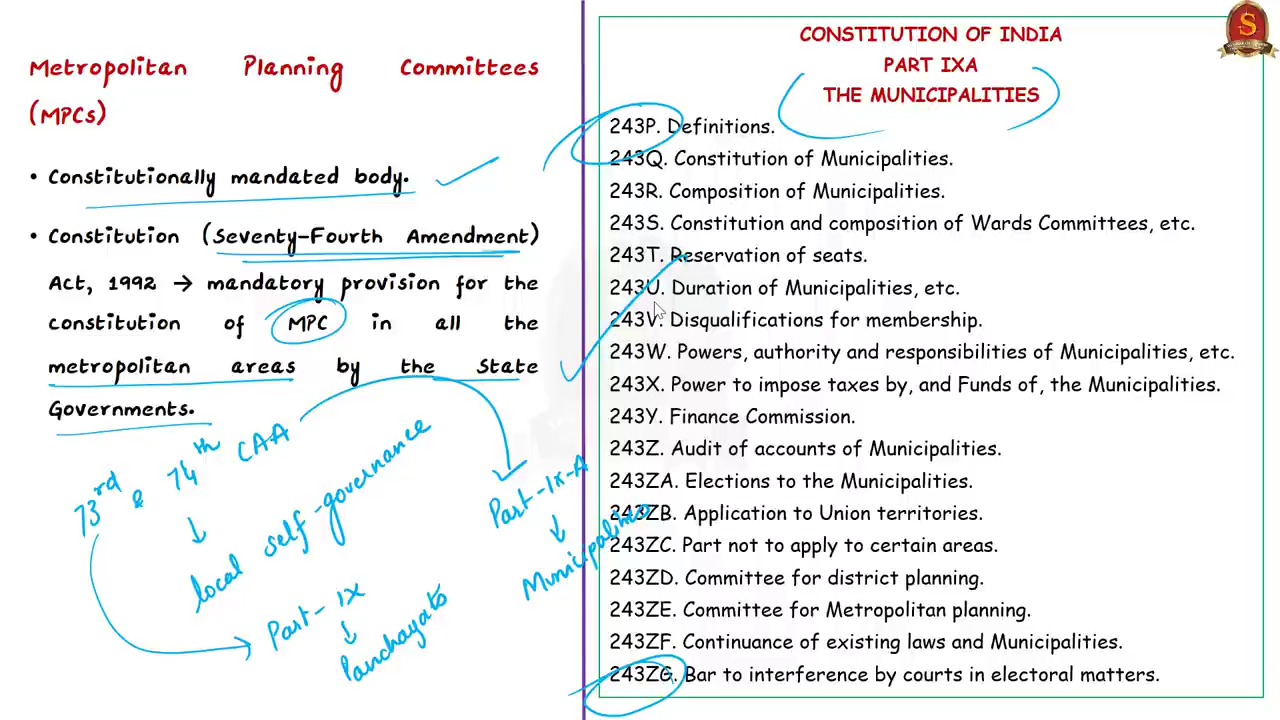 Metropolitan Planning Committees
(MPCs)
• Constitutionally mandated body.
• Constitution (Seventy-Fourth Amendment)
Act, 1992 → mandatory provision for the
constitution of MPC in all the
metropolitan areas by the State
Governments.
73rd & 74th CAA
↓
local self-governance
Part-IX
↓
Panchayats
Part-IX-A
↓
CONSTITUTION OF INDIA
PART IXA
THE MUNICIPALITIES
243P. Definitions.
243Q. Constitution of Municipalities.
243R. Composition of Municipalities.
243S. Constitution and composition of Wards Committees, etc.
243T. Reservation of seats.
243U. Duration of Municipalities, etc.
243V. Disqualifications for membership.
243W. Powers, authority and responsibilities of Municipalities, etc.
243X. Power to impose taxes by, and Funds of, the Municipalities.
243Y. Finance Commission.
243Z. Audit of accounts of Municipalities.
243ZA. Elections to the Municipalities.
243ZB. Application to Union territories.
243ZC. Part not to apply to certain areas.
243ZD. Committee for district planning.
243ZE. Committee for Metropolitan planning.
243ZF. Continuance of existing laws and Municipalities.
243ZG. Bar to interference by courts in electoral matters.
S